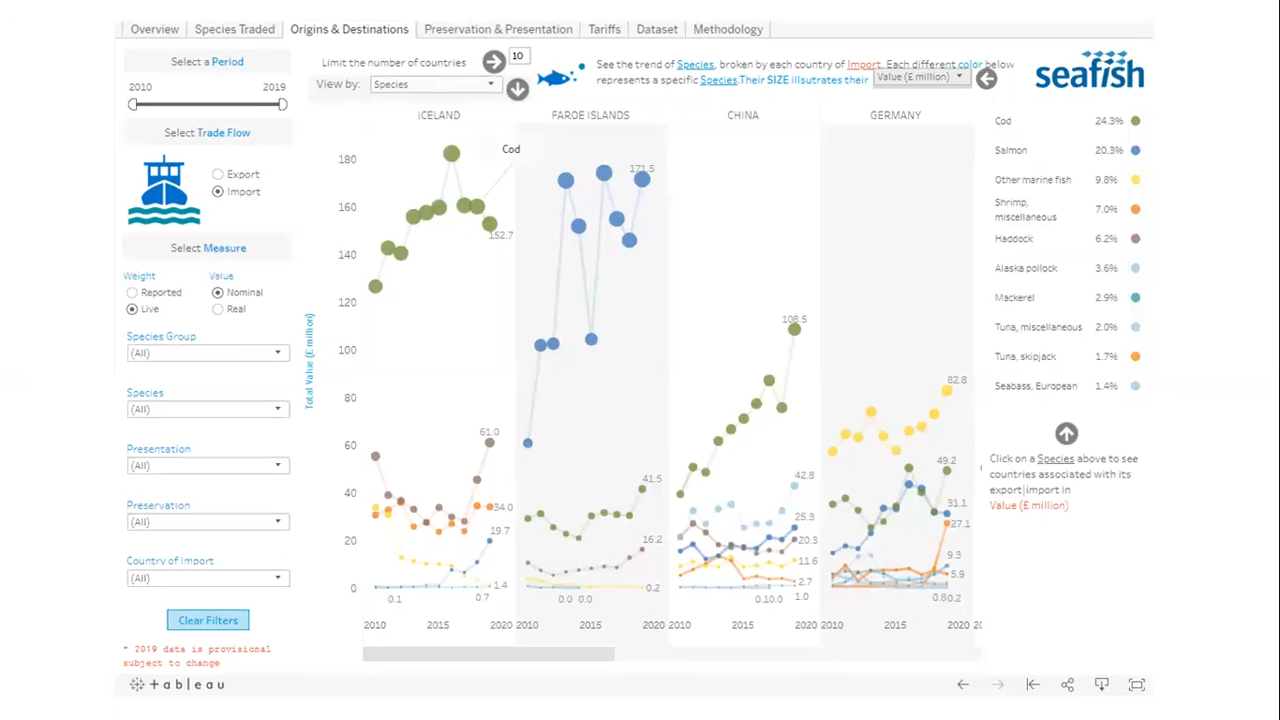 Overview
Species Traded
Origins & Destinations
Preservation & Presentation
Tariffs
Dataset
Methodology
Select a Period
2010 2019
Select Trade Flow
Export
Import
Select Measure
Weight Value
Reported Nominal
Live Real
Species Group
(All)
Species
(All)
Presentation
(All)
Preservation
(All)
Country of Import
(All)
Clear Filters
* 2019 data is provisional
subject to change
Limit the number of countries 10
View by: Species
See the trend of Species, broken by each country of Import. Each different color below
represents a specific Species.Their SIZE illsutrates their Value (£ million)
seafish
ICELAND FAROE ISLANDS CHINA GERMANY
Total Value (£ million)
180
160
140
120
100
80
60
40
20
0
Cod
152.7
61.0
34.0
19.7
1.4
0.1 0.7
171.5
41.5
16.2
0.2
0.0 0.0
108.5
42.8
25.3
20.3
11.6
2.7
1.0
0.10.0
82.8
49.2
31.1
27.1
9.3
5.9
0.80.2
2010 2015 2020 2010 2015 2020 2010 2015 2020 2010 2015 2020 20
Cod 24.3%
Salmon 20.3%
Other marine fish 9.8%
Shrimp,
miscellaneous 7.0%
Haddock 6.2%
Alaska pollock 3.6%
Mackerel 2.9%
Tuna, miscellaneous 2.0%
Tuna, skipjack 1.7%
Seabass, European 1.4%
Click on a Species above to see
countries associated with its
export|import in
Value (£ million)
+ableau